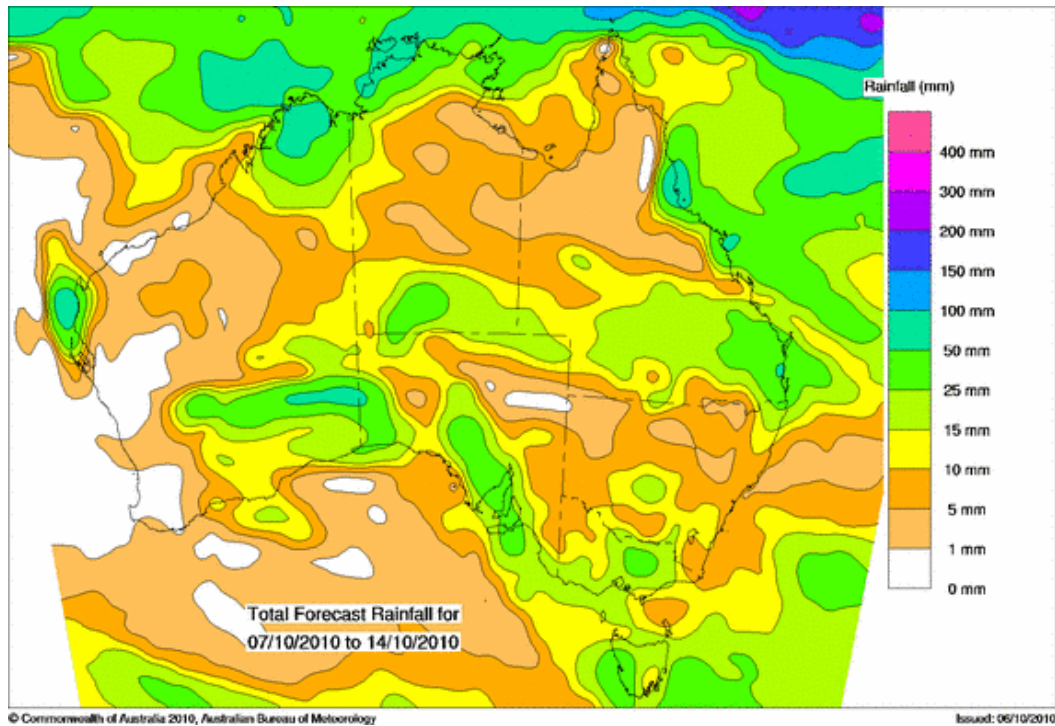 Rainfall (mm)
400 mm
300 mm
200 mm
150 mm
100 mm
50 mm
25 mm
15 mm
10 mm
5 mm
1 mm
0 mm
Total Forecast Rainfall for
07/10/2010 to 14/10/2010
© Commonwealth of Australia 2010, Australian Bureau of Meteorology
Issued: 06/10/2010